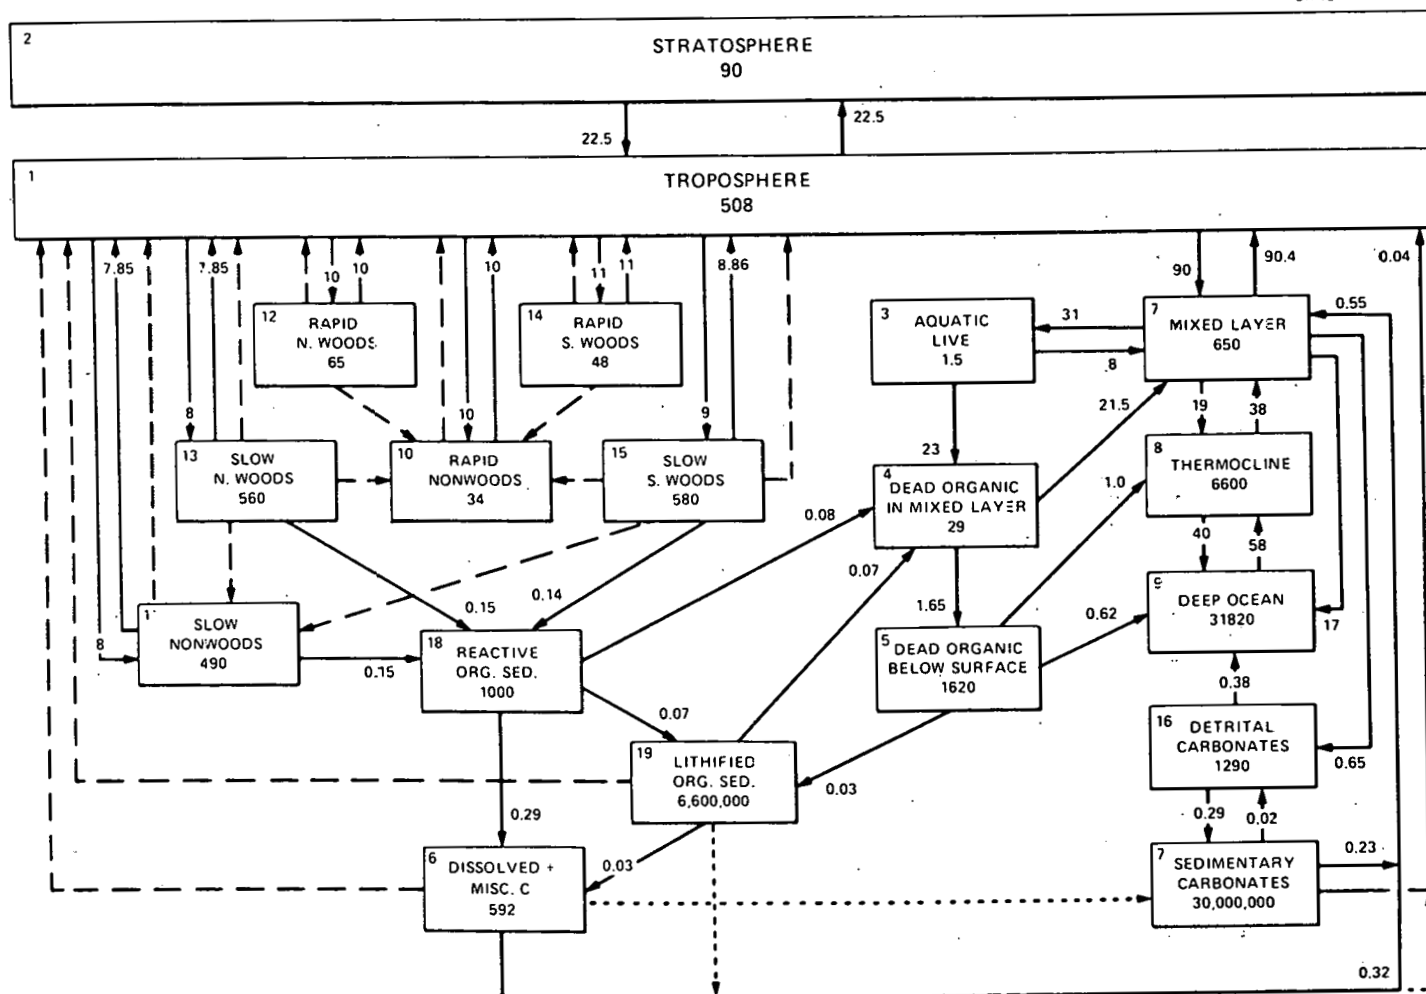 2
STRATOSPHERE
90
22.5
22.5
1
TROPOSPHERE
508
7.85
7.85
10
10
10
11
11
8.86
90
90.4
0.04
12
RAPID
N. WOODS
65
14
RAPID
S. WOODS
48
3
AQUATIC
LIVE
1.5
31
8
7
MIXED LAYER
650
0.55
8
10
9
21.5
19
38
13
SLOW
N. WOODS
560
10
RAPID
NONWOODS
34
15
SLOW
S. WOODS
580
23
4
DEAD ORGANIC
IN MIXED LAYER
29
1.0
8
THERMOCLINE
6600
0.08
0.07
40
58
0.15
0.14
1.65
0.62
1
SLOW
NONWOODS
490
8
0.15
18
REACTIVE
ORG. SED.
1000
5
DEAD ORGANIC
BELOW SURFACE
1620
9
DEEP OCEAN
31820
17
0.38
0.07
19
LITHIFIED
ORG. SED.
6,600,000
0.03
16
DETRITAL
CARBONATES
1290
0.65
0.29
0.29
0.02
6
DISSOLVED +
MISC. C
592
0.03
7
SEDIMENTARY
CARBONATES
30,000,000
0.23
0.32